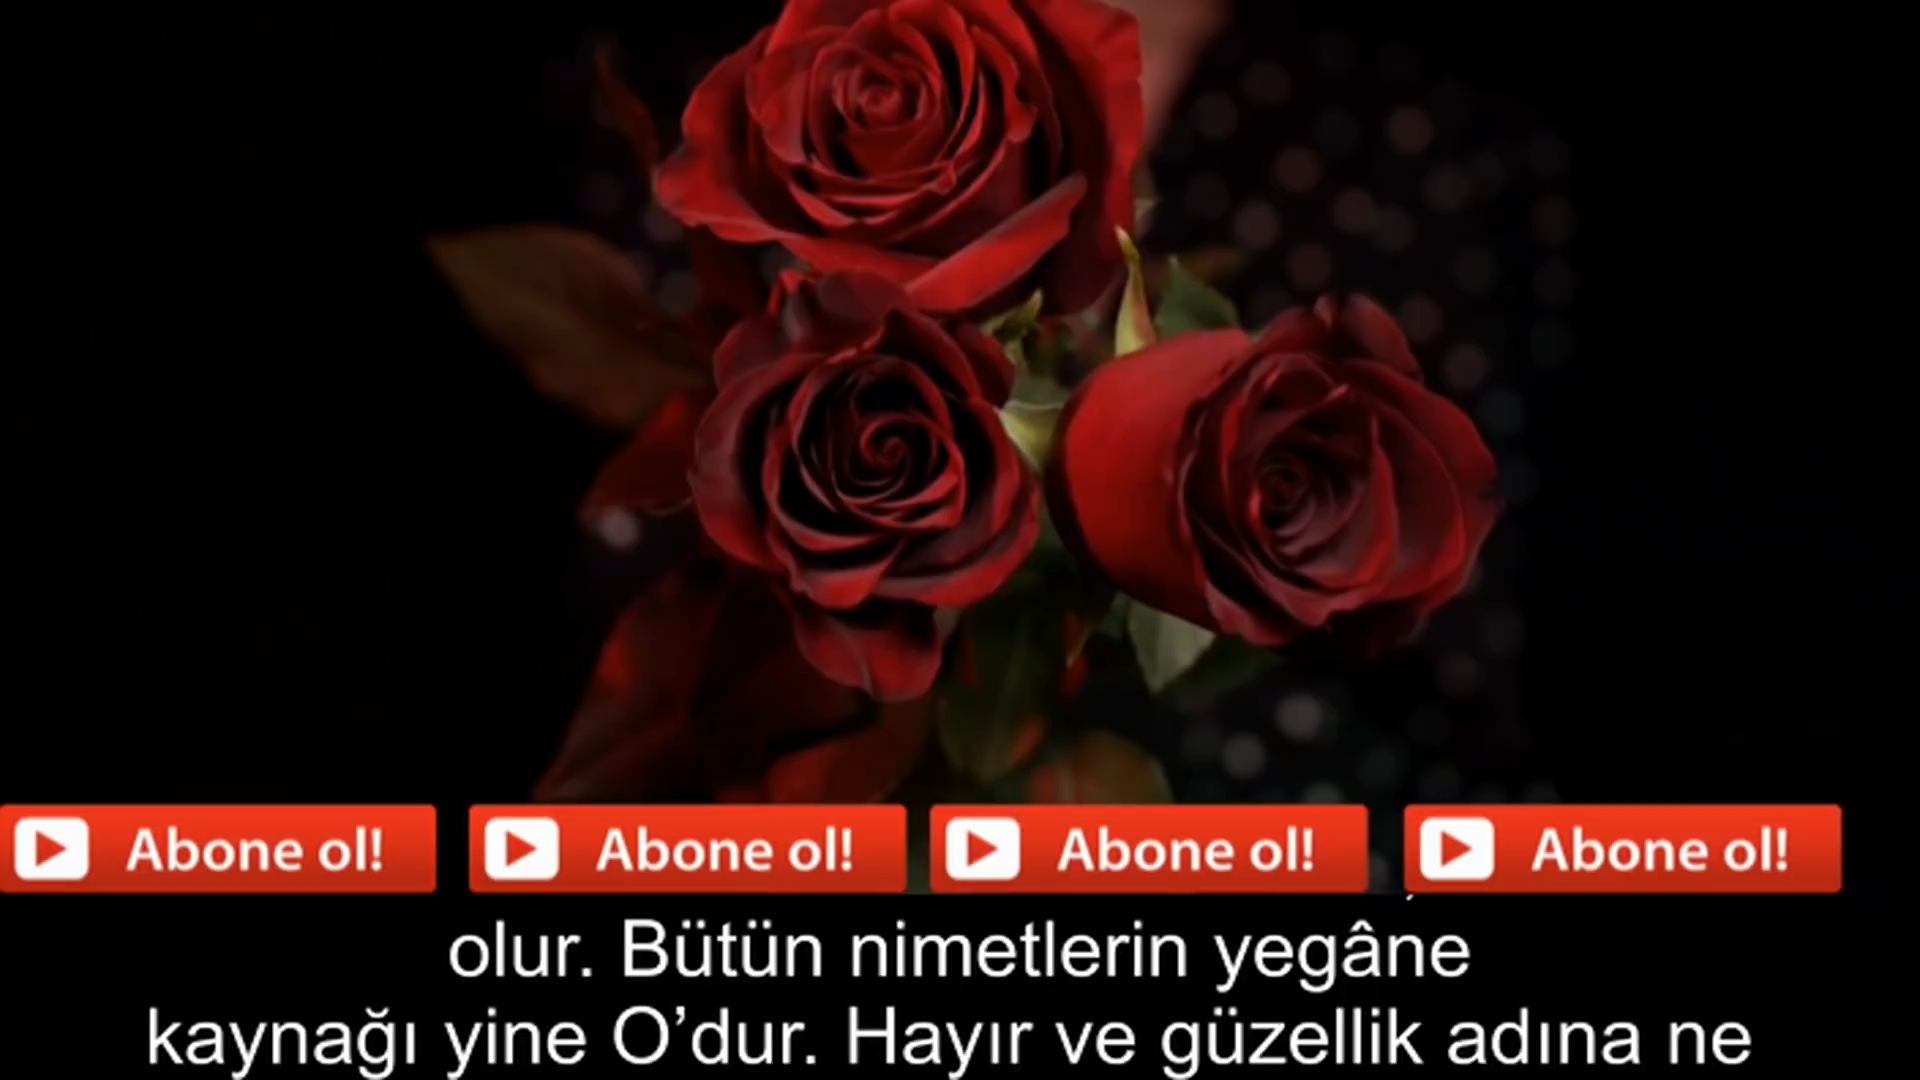 Abone ol! Abone ol! Abone ol! Abone ol!
olur. Bütün nimetlerin yegâne
kaynağı yine O’dur. Hayır ve güzellik adına ne